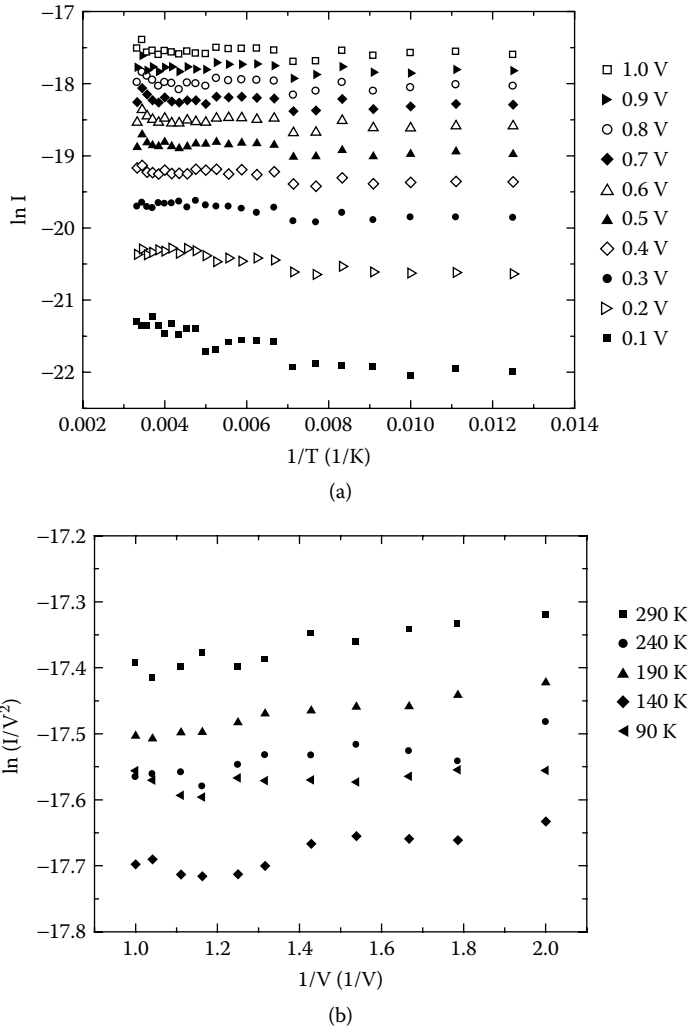 −17
−18
−19
−20
−21
−22
ln I
0.002 0.004 0.006 0.008 0.010 0.012 0.014
1/T (1/K)
1.0 V
0.9 V
0.8 V
0.7 V
0.6 V
0.5 V
0.4 V
0.3 V
0.2 V
0.1 V
(a)
−17.2
−17.3
−17.4
−17.5
−17.6
−17.7
−17.8
ln (I/V²)
1.0 1.2 1.4 1.6 1.8 2.0
1/V (1/V)
290 K
240 K
190 K
140 K
90 K
(b)